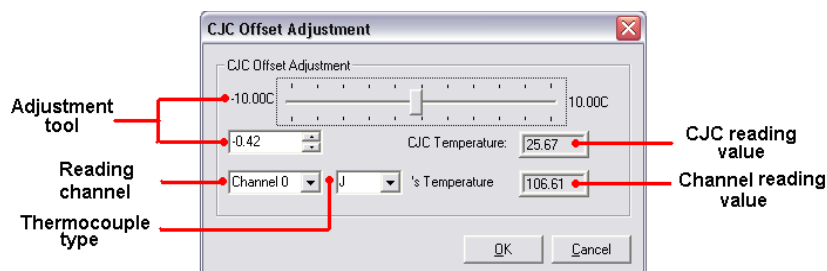 CJC Offset Adjustment
CJC Offset Adjustment
-10.00C
10.00C
Adjustment
tool
-0.42
CJC Temperature:
25.67
CJC reading
value
Reading
channel
Channel 0
J
's Temperature
106.61
Channel reading
value
Thermocouple
type
OK
Cancel